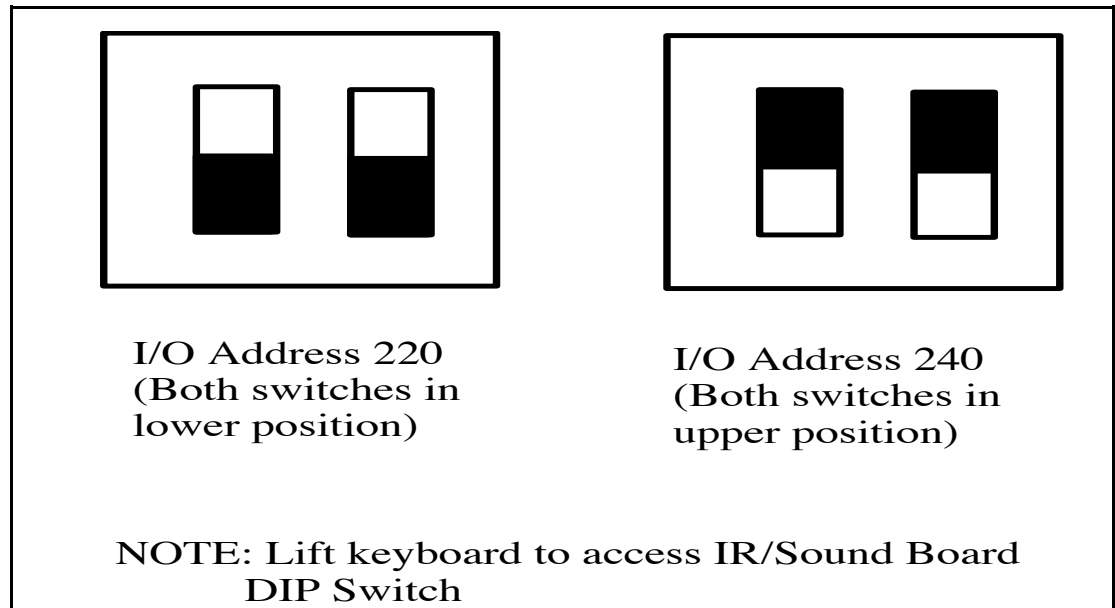 I/O Address 220
(Both switches in
lower position)
I/O Address 240
(Both switches in
upper position)
NOTE: Lift keyboard to access IR/Sound Board
DIP Switch